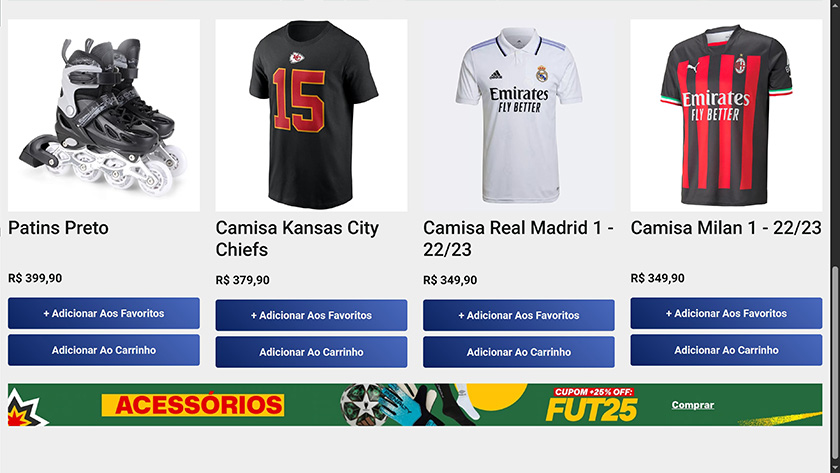 15
Emirates
FLY BETTER
Emirates
FLY BETTER
Patins Preto
Camisa Kansas City
Chiefs
Camisa Real Madrid 1 -
22/23
Camisa Milan 1 - 22/23
R$ 399,90
R$ 379,90
R$ 349,90
R$ 349,90
+ Adicionar Aos Favoritos
+ Adicionar Aos Favoritos
+ Adicionar Aos Favoritos
+ Adicionar Aos Favoritos
Adicionar Ao Carrinho
Adicionar Ao Carrinho
Adicionar Ao Carrinho
Adicionar Ao Carrinho
ACESSÓRIOS
CUPOM +25% OFF:
FUT25
Comprar